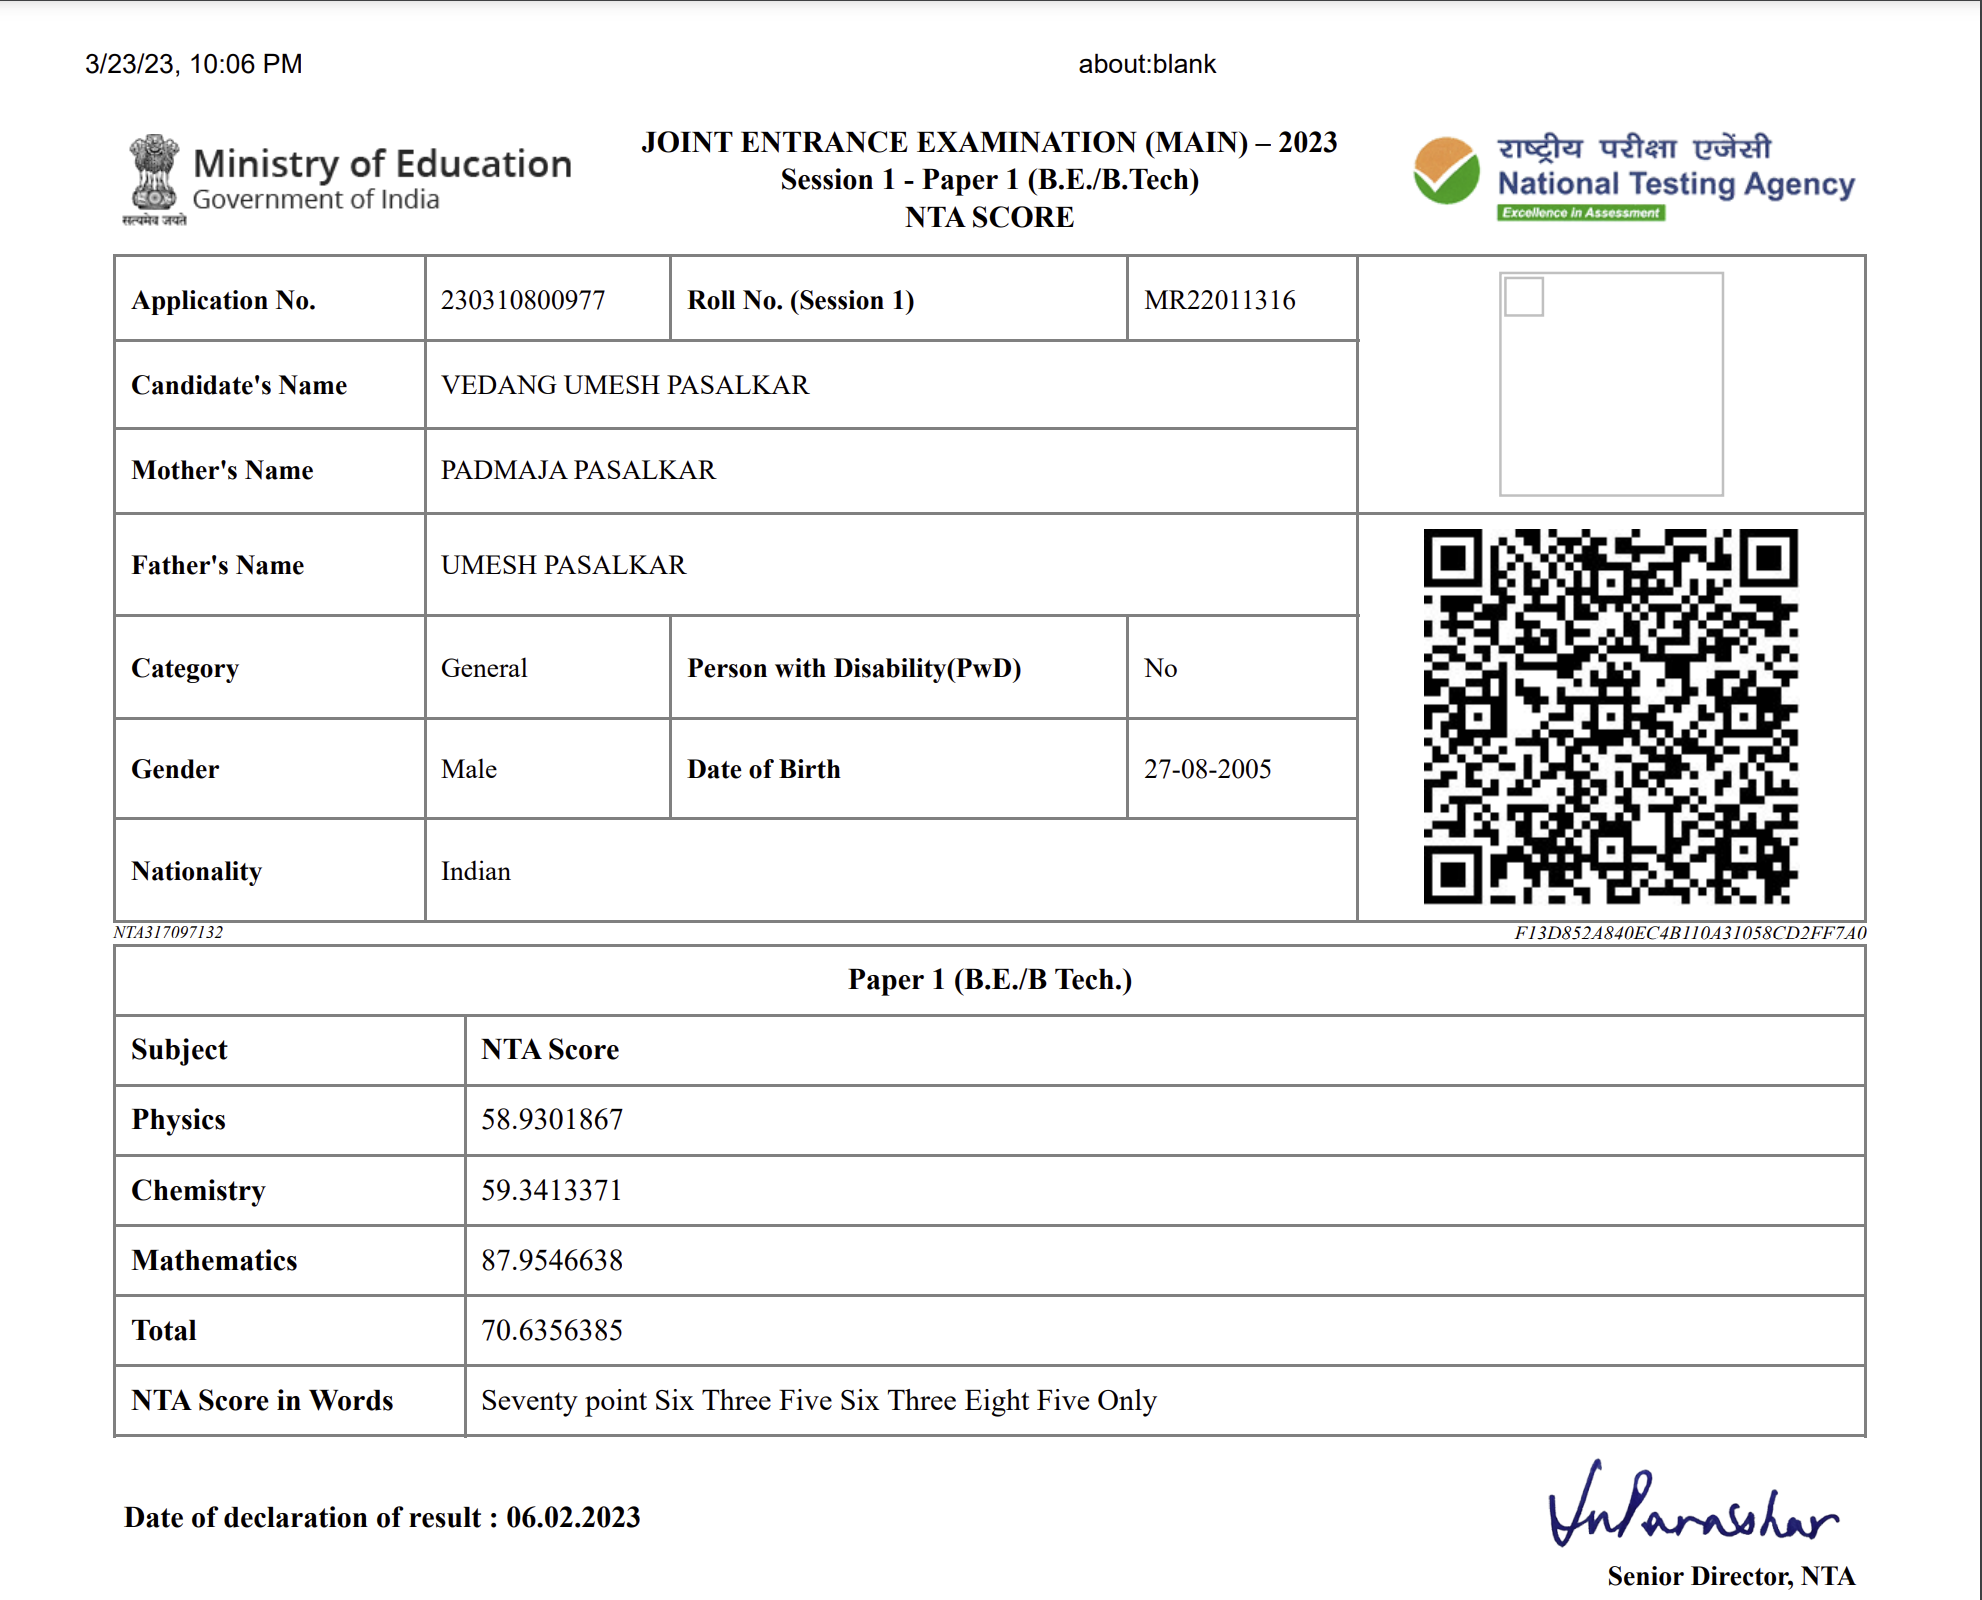 3/23/23, 10:06 PM about:blank
सत्यमेव जयते
Ministry of Education
Government of India
JOINT ENTRANCE EXAMINATION (MAIN) – 2023
Session 1 - Paper 1 (B.E./B.Tech)
NTA SCORE
राष्ट्रीय परीक्षा एजेंसी
National Testing Agency
Excellence in Assessment
Application No. 230310800977 Roll No. (Session 1) MR22011316
Candidate's Name VEDANG UMESH PASALKAR
Mother's Name PADMAJA PASALKAR
Father's Name UMESH PASALKAR
Category General Person with Disability(PwD) No
Gender Male Date of Birth 27-08-2005
Nationality Indian
NTA317097132 F13D852A840EC4B110A31058CD2FF7A0
Paper 1 (B.E./B Tech.)
Subject NTA Score
Physics 58.9301867
Chemistry 59.3413371
Mathematics 87.9546638
Total 70.6356385
NTA Score in Words Seventy point Six Three Five Six Three Eight Five Only
Date of declaration of result : 06.02.2023
Senior Director, NTA